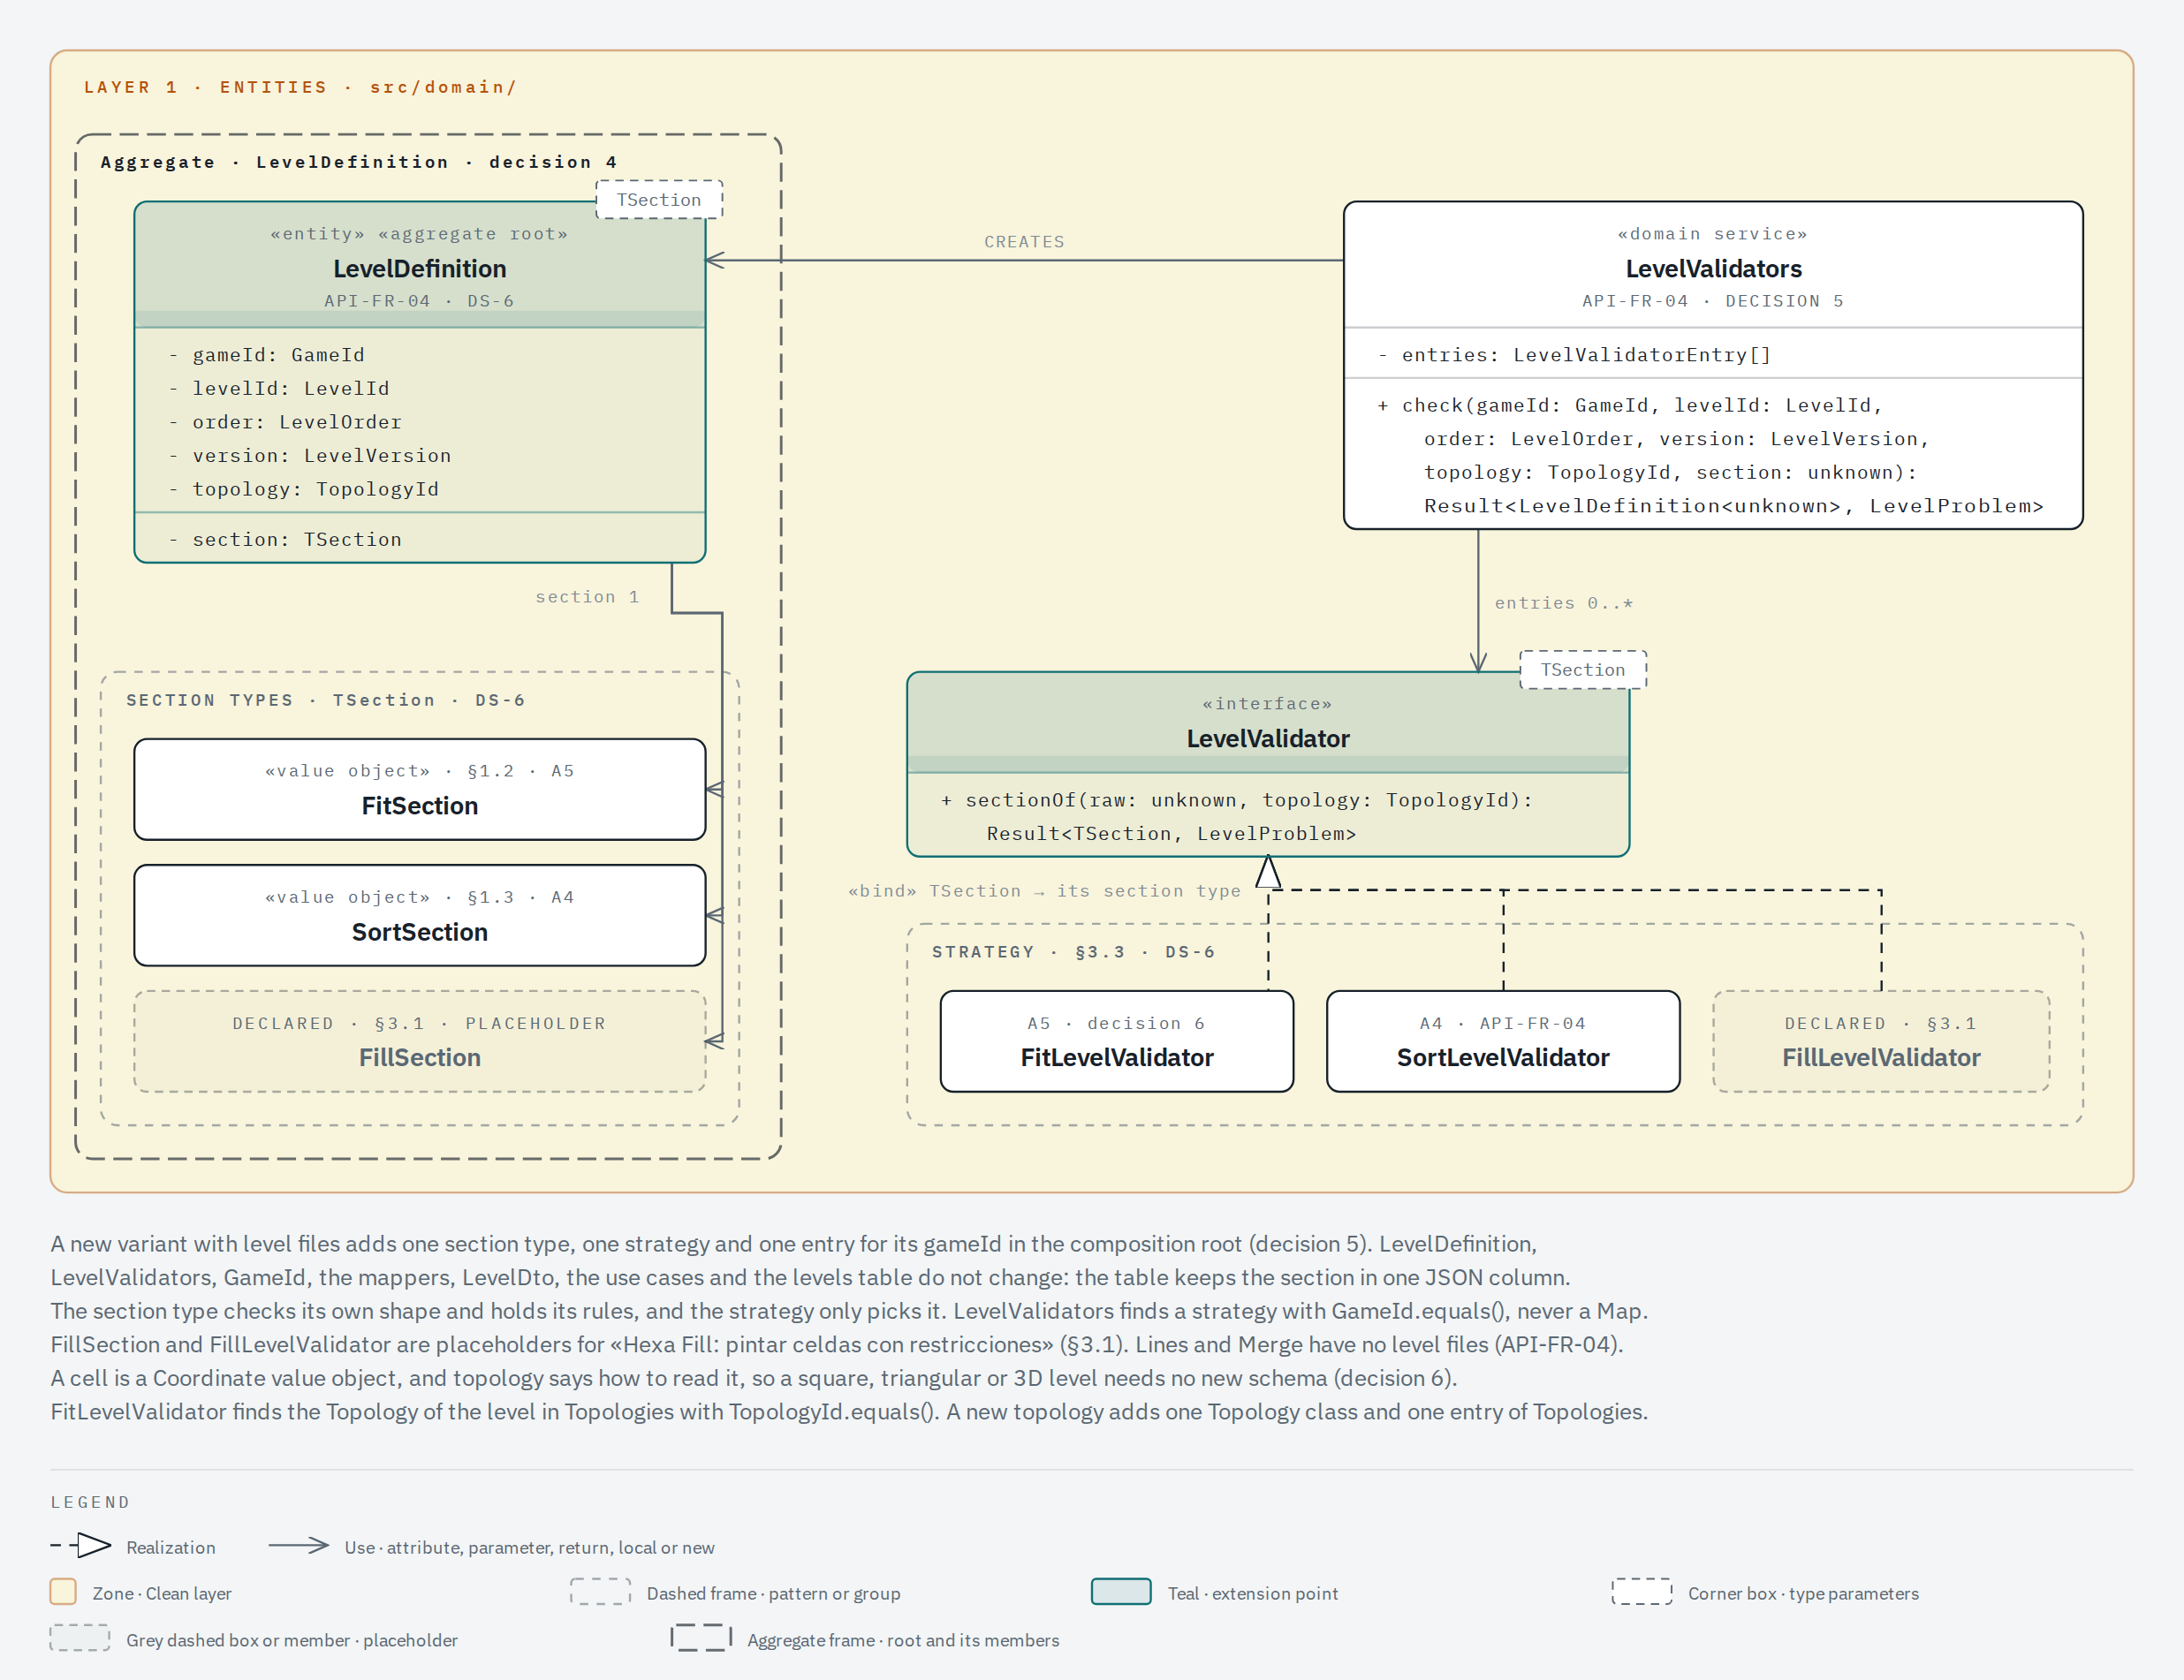 LAYER 1 · ENTITIES · src/domain/
Aggregate · LevelDefinition · decision 4
TSection
«entity» «aggregate root»
LevelDefinition
API-FR-04 · DS-6
- gameId: GameId
- levelId: LevelId
- order: LevelOrder
- version: LevelVersion
- topology: TopologyId
- section: TSection
CREATES
«domain service»
LevelValidators
API-FR-04 · DECISION 5
- entries: LevelValidatorEntry[]
+ check(gameId: GameId, levelId: LevelId,
order: LevelOrder, version: LevelVersion,
topology: TopologyId, section: unknown):
Result<LevelDefinition<unknown>, LevelProblem>
section 1
entries 0..*
SECTION TYPES · TSection · DS-6
«value object» · §1.2 · A5
FitSection
«value object» · §1.3 · A4
SortSection
DECLARED · §3.1 · PLACEHOLDER
FillSection
TSection
«interface»
LevelValidator
+ sectionOf(raw: unknown, topology: TopologyId):
Result<TSection, LevelProblem>
«bind» TSection → its section type
STRATEGY · §3.3 · DS-6
A5 · decision 6
FitLevelValidator
A4 · API-FR-04
SortLevelValidator
DECLARED · §3.1
FillLevelValidator
A new variant with level files adds one section type, one strategy and one entry for its gameId in the composition root (decision 5). LevelDefinition,
LevelValidators, GameId, the mappers, LevelDto, the use cases and the levels table do not change: the table keeps the section in one JSON column.
The section type checks its own shape and holds its rules, and the strategy only picks it. LevelValidators finds a strategy with GameId.equals(), never a Map.
FillSection and FillLevelValidator are placeholders for «Hexa Fill: pintar celdas con restricciones» (§3.1). Lines and Merge have no level files (API-FR-04).
A cell is a Coordinate value object, and topology says how to read it, so a square, triangular or 3D level needs no new schema (decision 6).
FitLevelValidator finds the Topology of the level in Topologies with TopologyId.equals(). A new topology adds one Topology class and one entry of Topologies.
LEGEND
Realization
Use · attribute, parameter, return, local or new
Zone · Clean layer
Dashed frame · pattern or group
Teal · extension point
Corner box · type parameters
Grey dashed box or member · placeholder
Aggregate frame · root and its members